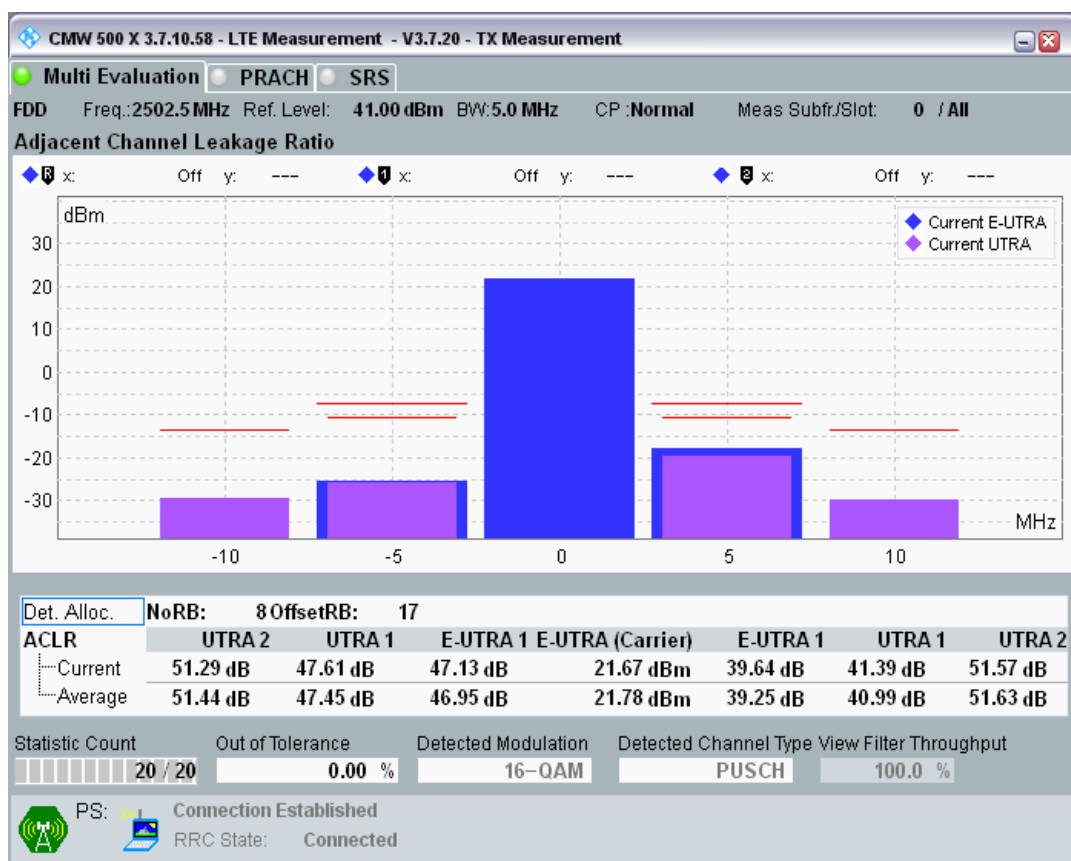 CMW 500 X 3.7.10.58 - LTE Measurement - V3.7.20 - TX Measurement
Multi Evaluation PRACH SRS
FDD Freq.:2502.5 MHz Ref. Level: 41.00 dBm BW:5.0 MHz CP :Normal Meas Subfr./Slot: 0 / All
Adjacent Channel Leakage Ratio
R x: Off y: --- 1 x: Off y: --- 2 x: Off y: ---
dBm
Current E-UTRA
Current UTRA
30
20
10
0
-10
-20
-30
MHz
-10 -5 0 5 10
Det. Alloc. NoRB: 8 OffsetRB: 17
ACLR UTRA 2 UTRA 1 E-UTRA 1 E-UTRA (Carrier) E-UTRA 1 UTRA 1 UTRA 2
Current 51.29 dB 47.61 dB 47.13 dB 21.67 dBm 39.64 dB 41.39 dB 51.57 dB
Average 51.44 dB 47.45 dB 46.95 dB 21.78 dBm 39.25 dB 40.99 dB 51.63 dB
Statistic Count Out of Tolerance Detected Modulation Detected Channel Type View Filter Throughput
20 / 20 0.00 % 16-QAM PUSCH 100.0 %
PS: Connection Established
RRC State: Connected